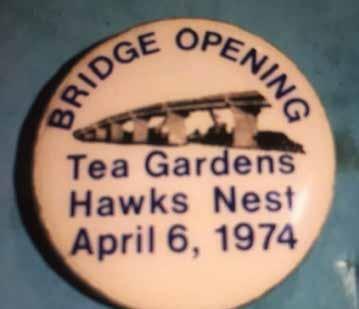 BRIDGE OPENING
Tea Gardens
Hawks Nest
April 6, 1974